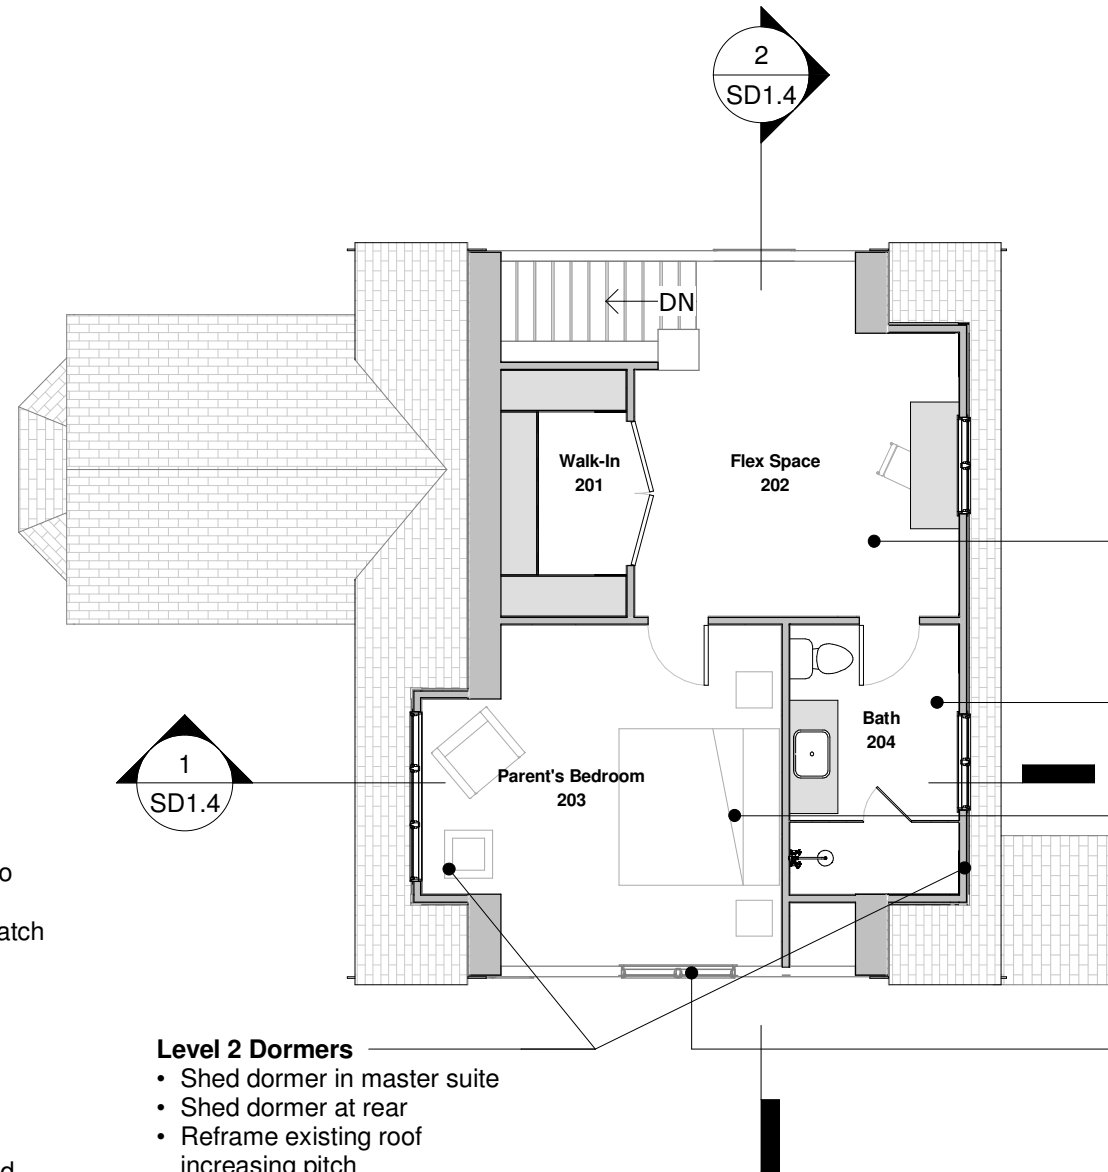 2
SD1.4
DN
Walk-In
201
Flex Space
202
Bath
204
Parent's Bedroom
203
1
SD1.4
o
atch
Level 2 Dormers
• Shed dormer in master suite
• Shed dormer at rear
• Reframe existing roof
increasing pitch
d